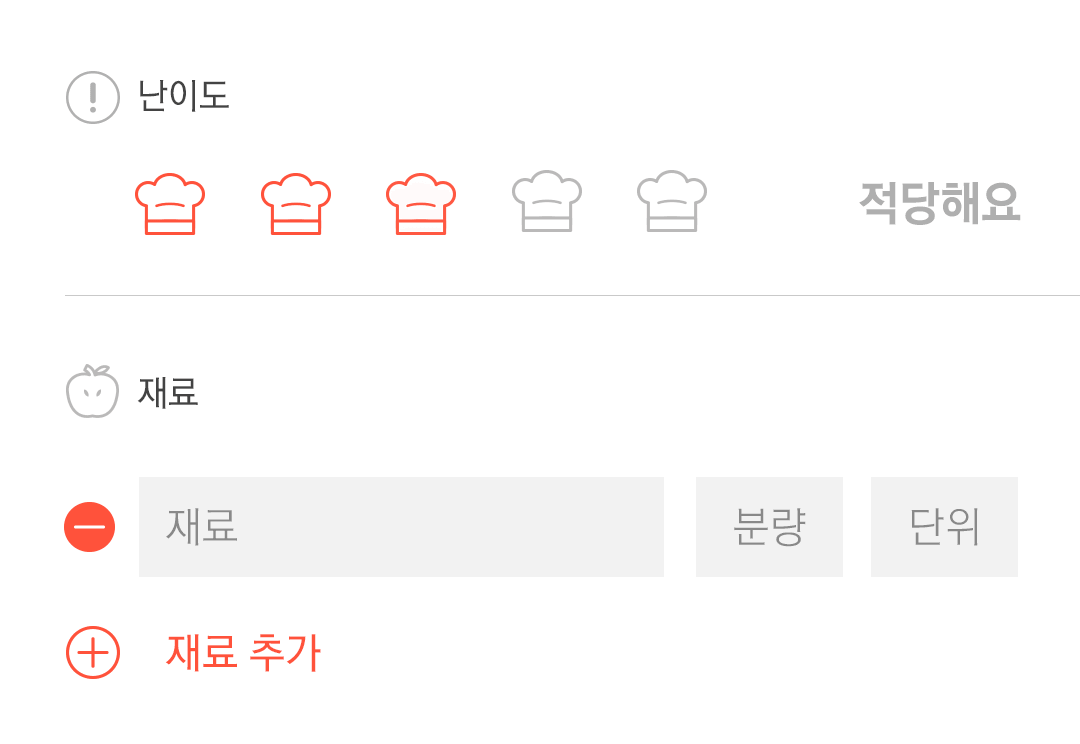 난이도
적당해요
재료
재료 분량 단위
재료 추가